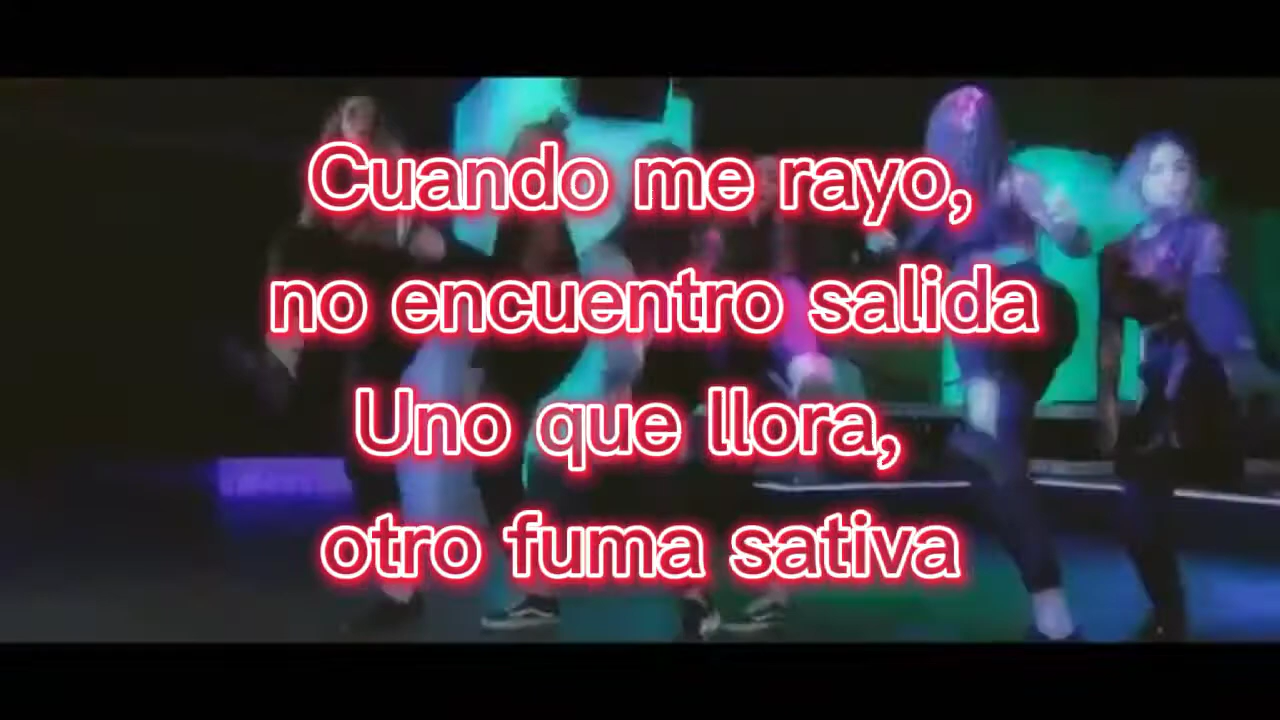 Cuando me rayo,
no encuentro salida
Uno que llora,
otro fuma sativa